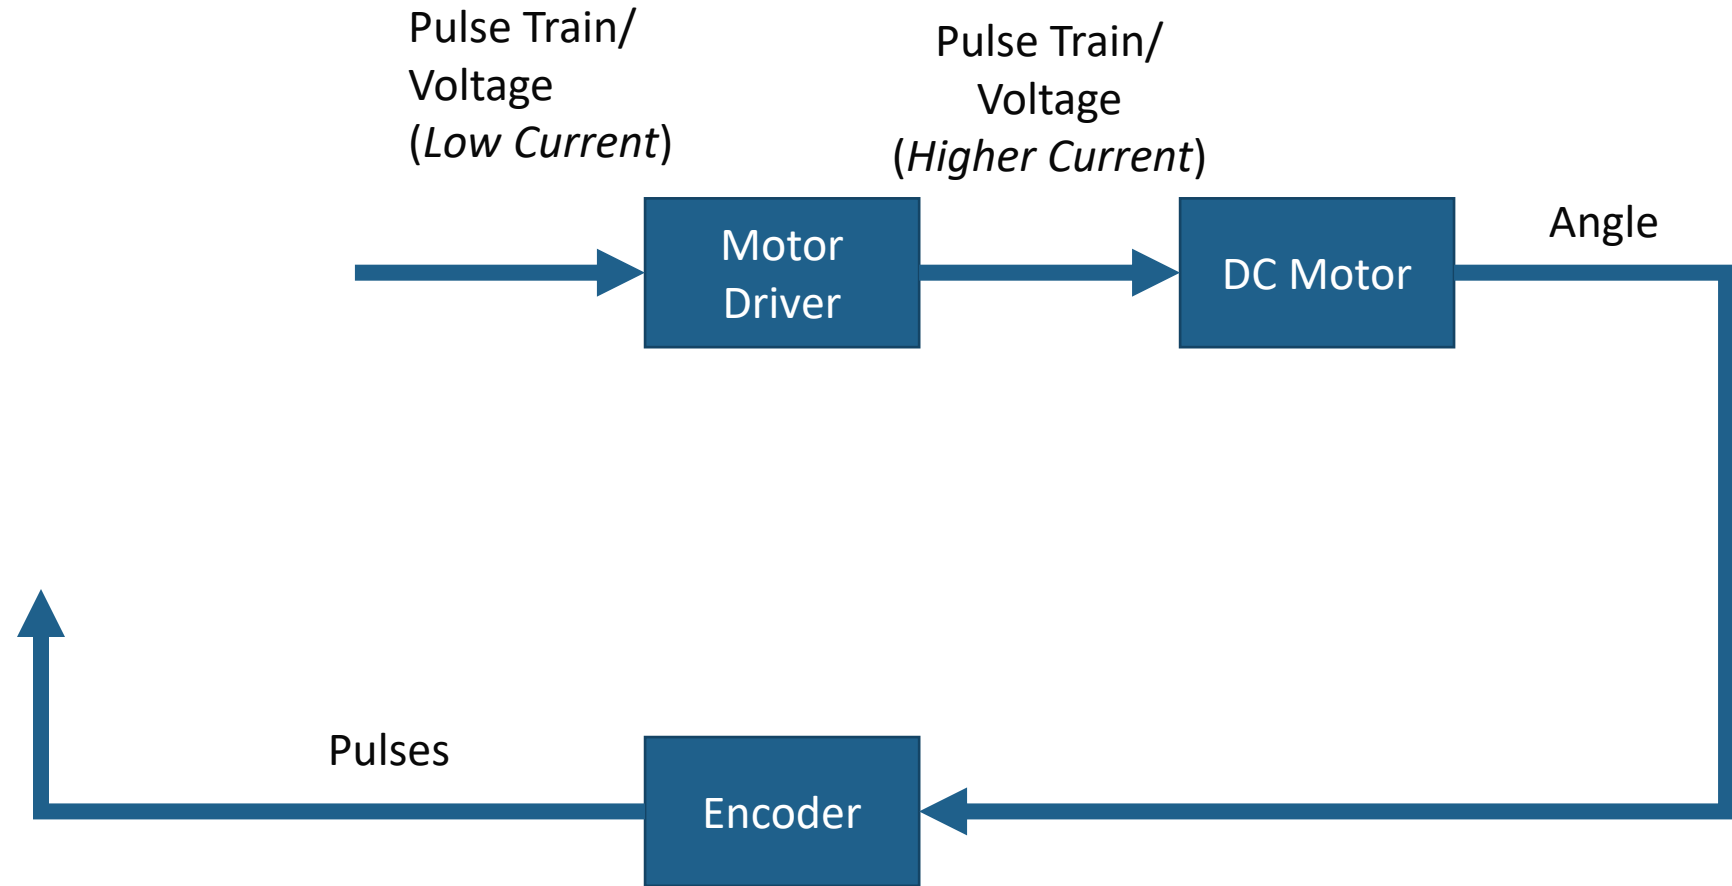 Pulse Train/
Voltage
(Low Current)
Pulse Train/
Voltage
(Higher Current)
Motor
Driver
DC Motor
Angle
Pulses
Encoder